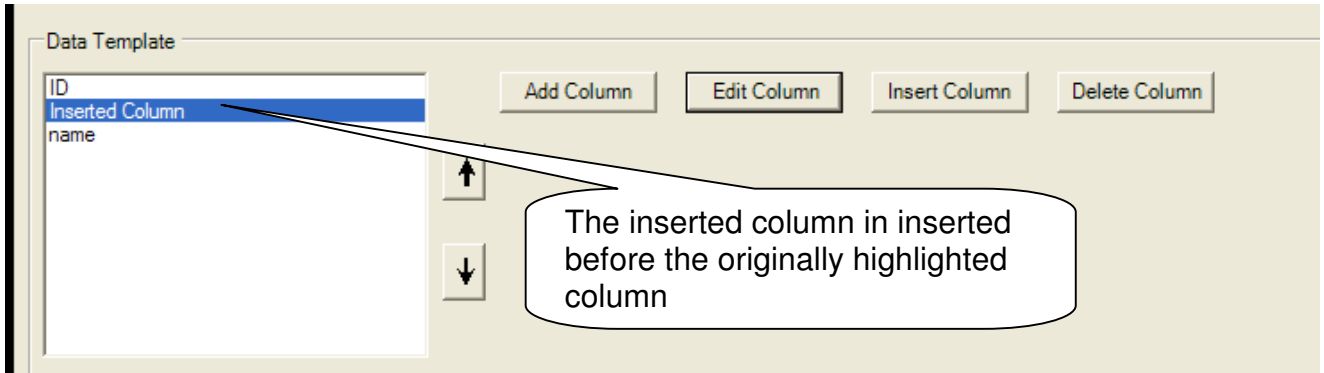 Data Template
ID
Inserted Column
name
Add Column
Edit Column
Insert Column
Delete Column
The inserted column in inserted
before the originally highlighted
column